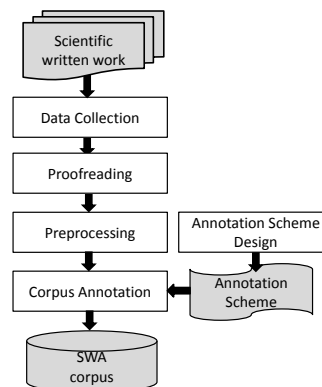 Scientific
written work
Data Collection
Proofreading
Preprocessing
Annotation Scheme
Design
Corpus Annotation
Annotation
Scheme
SWA
corpus